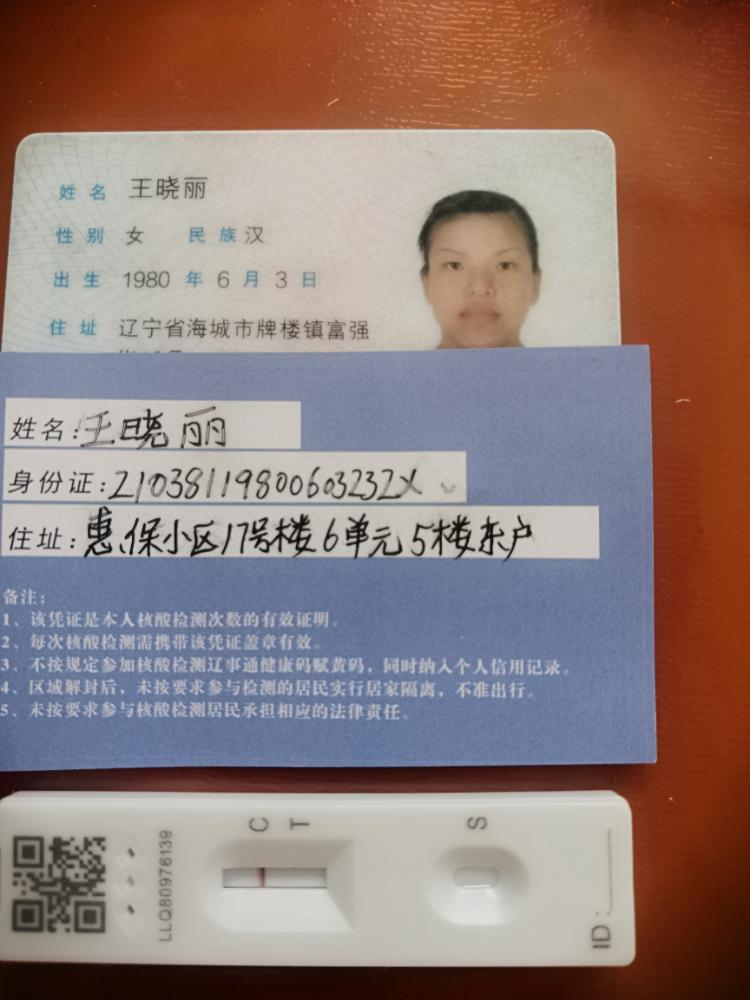 姓名 王晓丽
性别 女 民族 汉
出生 1980 年 6 月 3 日
住址 辽宁省海城市牌楼镇富强
姓名:王晓丽
身份证:21038119800603232X
住址:惠保小区17号楼6单元5楼东户
备注:
1、该凭证是本人核酸检测次数的有效证明。
2、每次核酸检测需携带该凭证盖章有效。
3、不按规定参加核酸检测辽事通健康码赋黄码，同时纳入个人信用记录。
4、区域解封后，未按要求参与检测的居民实行居家隔离，不准出行。
5、未按要求参与核酸检测居民承担相应的法律责任。
LLQ80976139
C
T
S
ID: